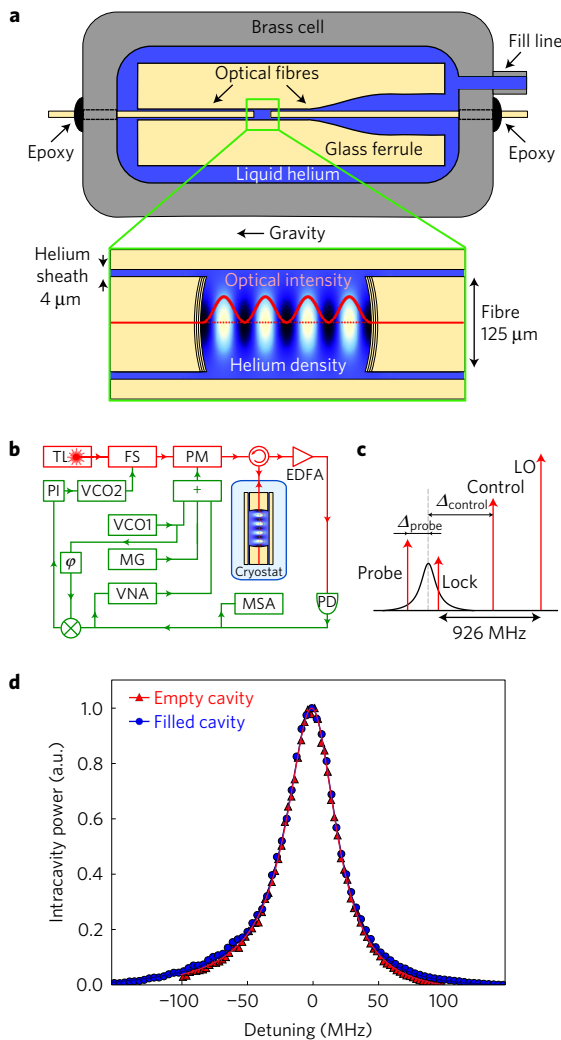 a
Brass cell
Fill line
Optical fibres
Epoxy
Glass ferrule
Epoxy
Liquid helium
Gravity
Helium
sheath
4 µm
Optical intensity
Fibre
125 µm
Helium density
b
TL
FS
PM
EDFA
PI
VCO2
+
VCO1
φ
MG
Cryostat
VNA
MSA
PD
c
LO
Control
Δcontrol
Δprobe
Probe
Lock
926 MHz
d
Empty cavity
Filled cavity
Intracavity power (a.u.)
1.0
0.8
0.6
0.4
0.2
0.0
−100
−50
0
50
100
Detuning (MHz)